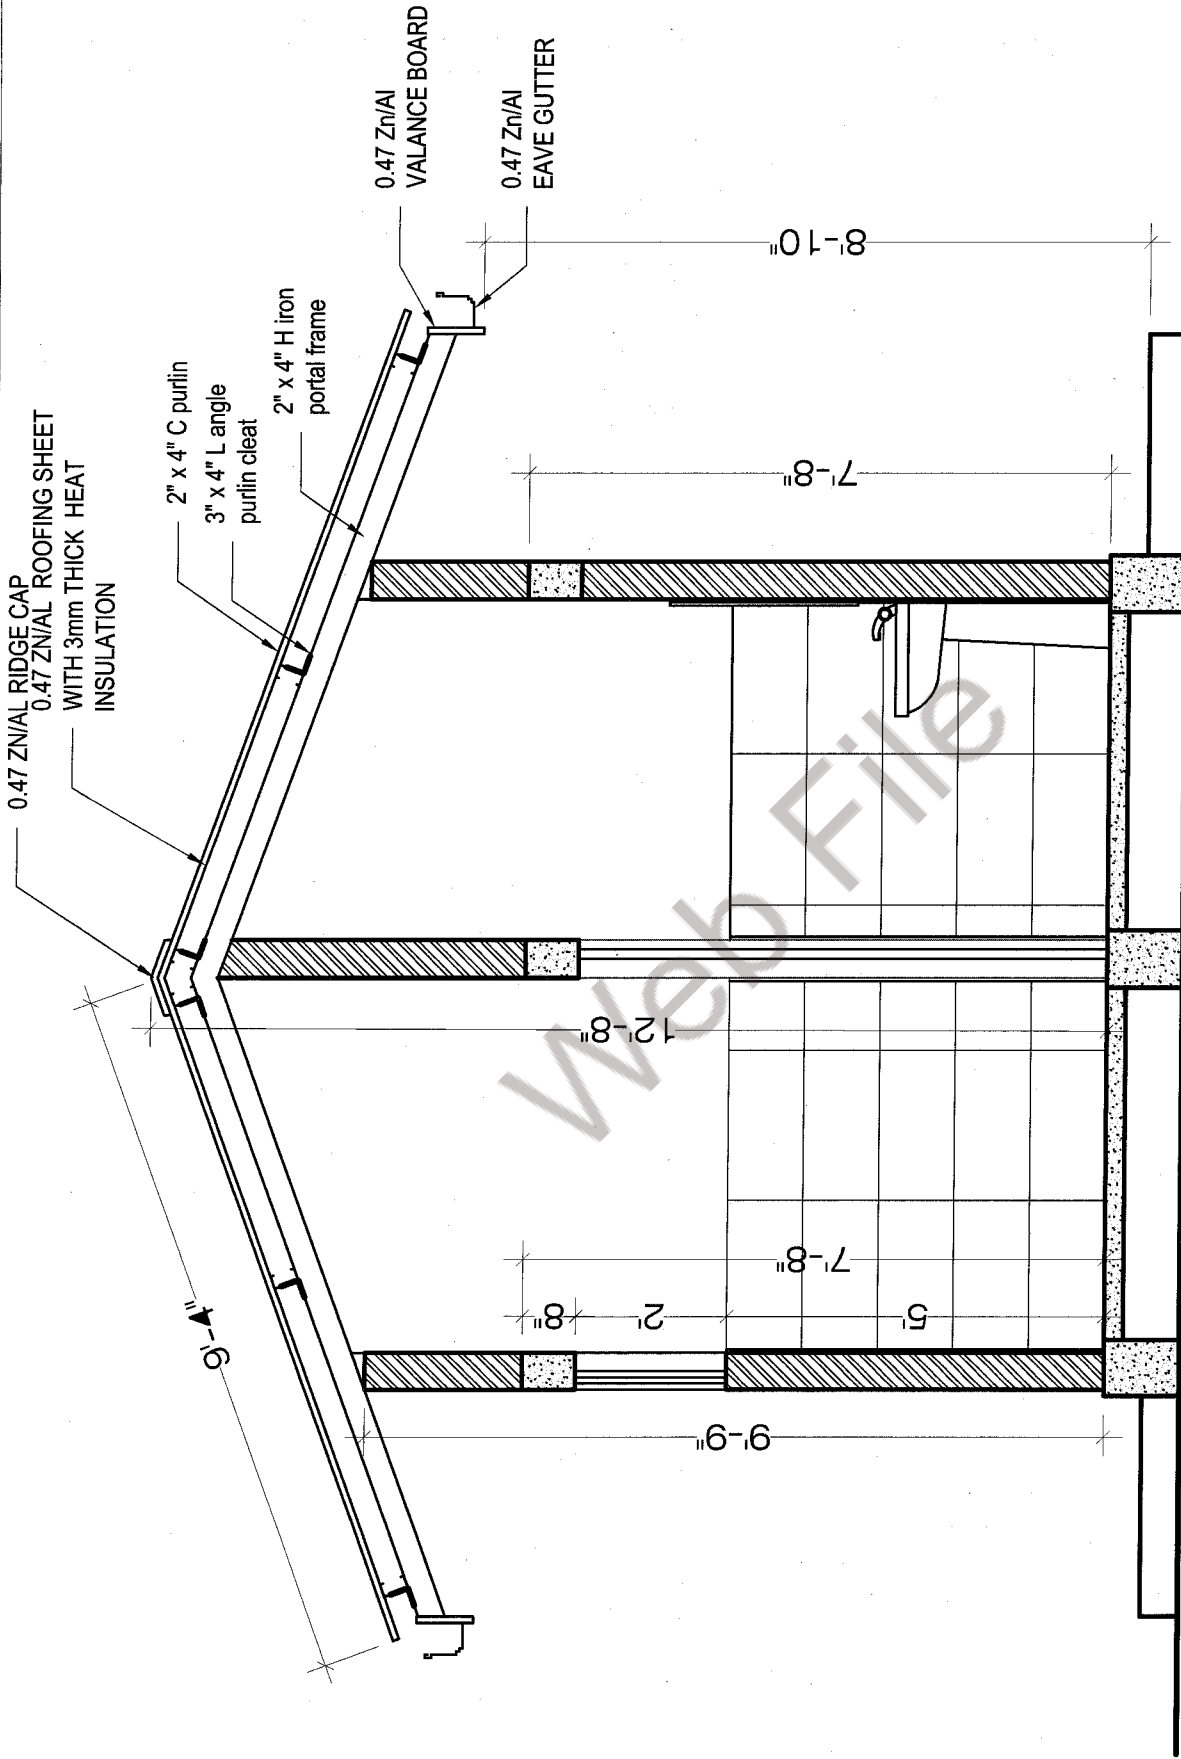 0.47 ZN/AL RIDGE CAP
0.47 ZN/AL ROOFING SHEET
WITH 3mm THICK HEAT
INSULATION
2" x 4" C purlin
3" x 4" L angle
purlin cleat
2" x 4" H iron
portal frame
0.47 Zn/Al
VALANCE BOARD
0.47 Zn/Al
EAVE GUTTER
9'-4"
12'-8"
8'-10"
7'-8"
7'-8"
8"
2'
5'
9'-9"
Web File